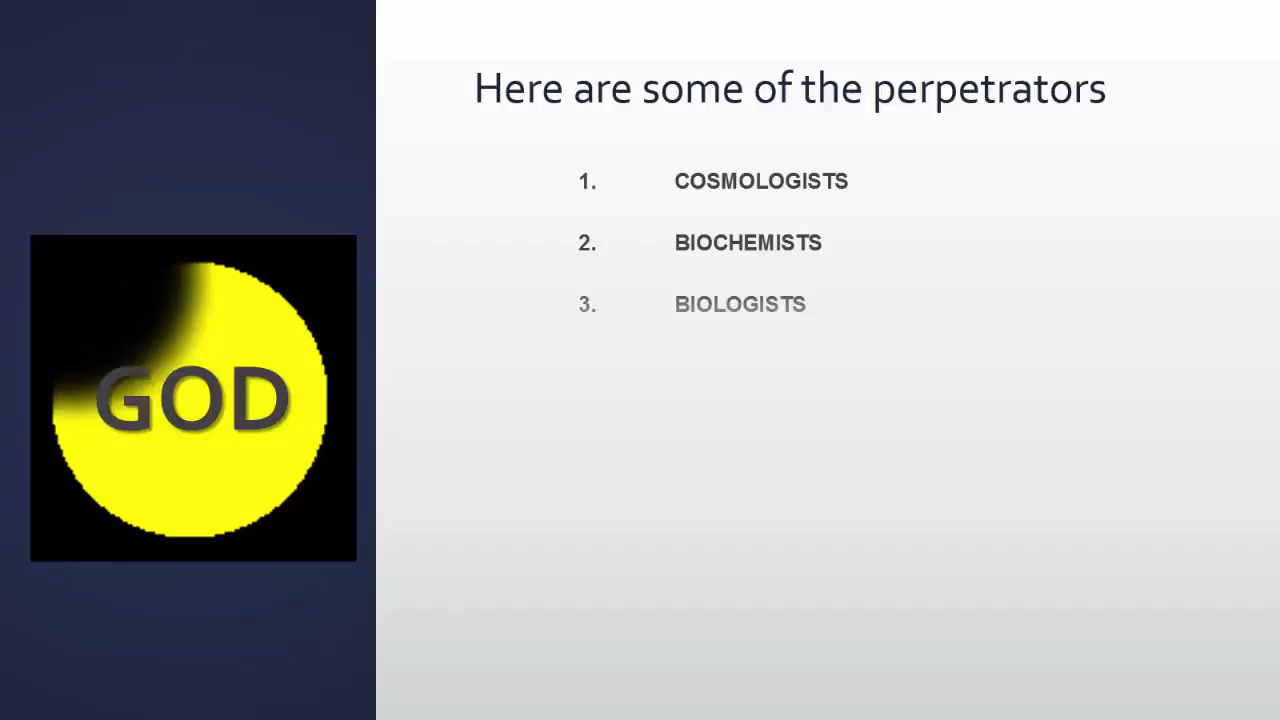 Here are some of the perpetrators
1. COSMOLOGISTS
2. BIOCHEMISTS
3. BIOLOGISTS
GOD